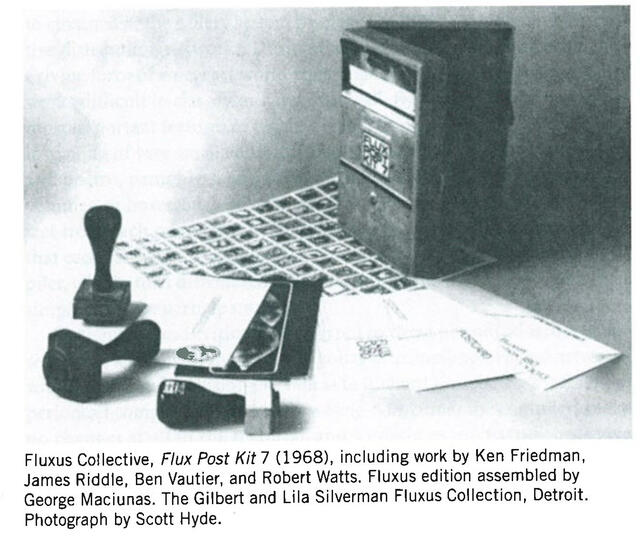 FLUX
POST
KIT 7
POSTCARD
Fluxus Collective, Flux Post Kit 7 (1968), including work by Ken Friedman,
James Riddle, Ben Vautier, and Robert Watts. Fluxus edition assembled by
George Maciunas. The Gilbert and Lila Silverman Fluxus Collection, Detroit.
Photograph by Scott Hyde.